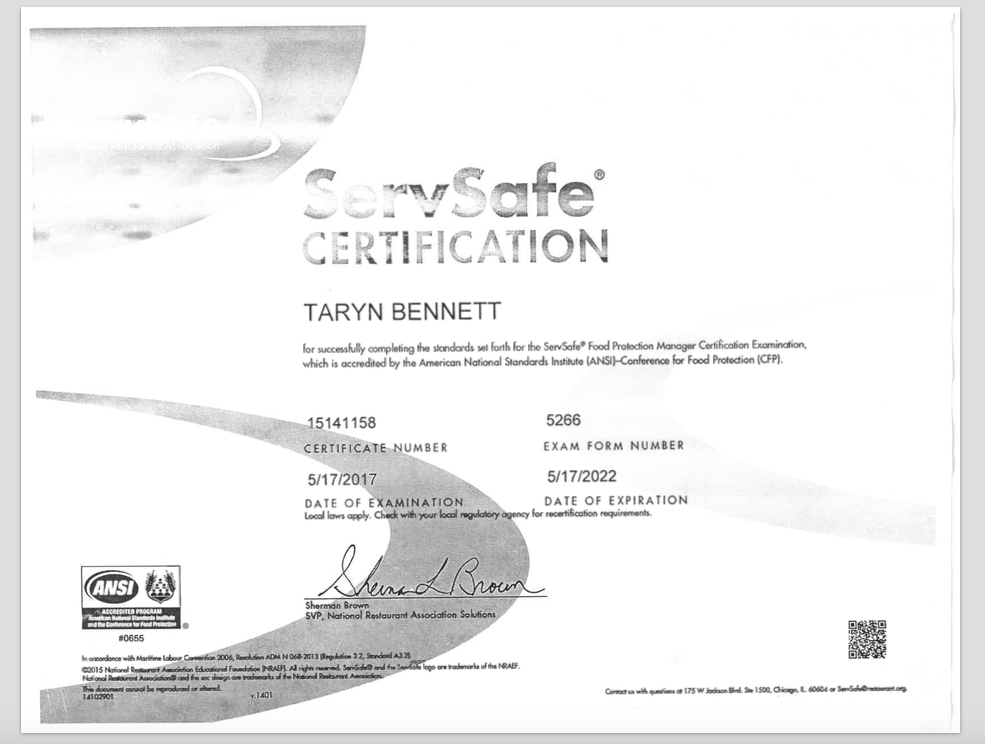 ServSafe®
CERTIFICATION
TARYN BENNETT
for successfully completing the standards set forth for the ServSafe® Food Protection Manager Certification Examination,
which is accredited by the American National Standards Institute (ANSI)–Conference for Food Protection (CFP).
15141158 5266
CERTIFICATE NUMBER EXAM FORM NUMBER
5/17/2017 5/17/2022
DATE OF EXAMINATION DATE OF EXPIRATION
Local laws apply. Check with your local regulatory agency for recertification requirements.
Sherman Brown
SVP, National Restaurant Association Solutions
ANSI
ACCREDITED PROGRAM
American National Standards Institute
and the Conference for Food Protection
®
#0655
In accordance with Maritime Labour Convention 2006, Resolution ADM N 068-2013 (Regulation 3.2, Standard A3.2).
©2015 National Restaurant Association Educational Foundation (NRAEF). All rights reserved. ServSafe® and the ServSafe logo are trademarks of the NRAEF.
National Restaurant Association® and the arc design are trademarks of the National Restaurant Association.
This document cannot be reproduced or altered.
14102901 v.1401
Contact us with questions at 175 W Jackson Blvd. Ste 1500, Chicago, IL 60604 or ServSafe@restaurant.org.